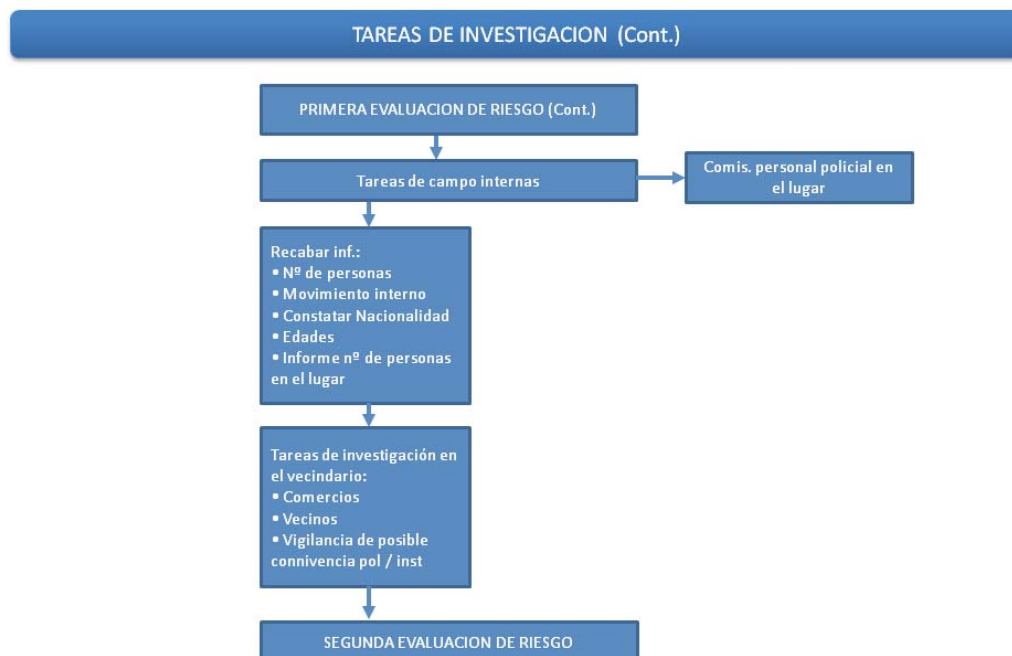 TAREAS DE INVESTIGACION (Cont.)
PRIMERA EVALUACION DE RIESGO (Cont.)
Tareas de campo internas
Comis. personal policial en
el lugar
Recabar inf.:
▪ Nº de personas
▪ Movimiento interno
▪ Constatar Nacionalidad
▪ Edades
▪ Informe nº de personas
en el lugar
Tareas de investigación en
el vecindario:
▪ Comercios
▪ Vecinos
▪ Vigilancia de posible
connivencia pol / inst
SEGUNDA EVALUACION DE RIESGO